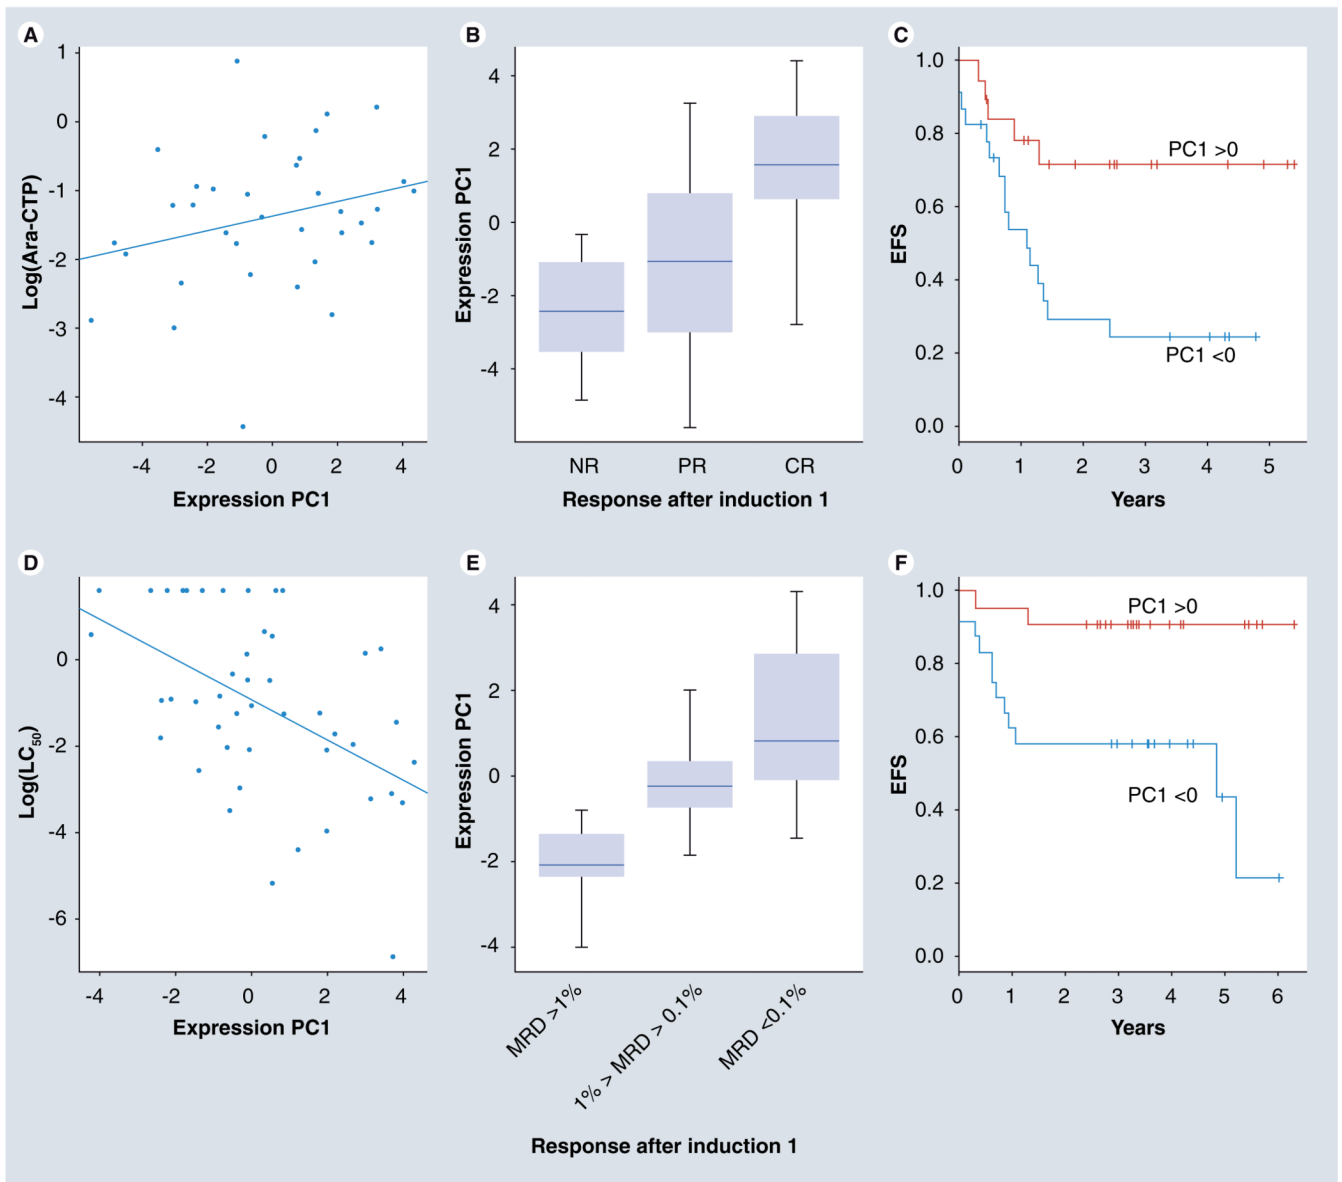 A
1
0
-1
-2
-3
-4
Log(Ara-CTP)
-4 -2 0 2 4
Expression PC1
B
4
2
0
-2
-4
Expression PC1
NR PR CR
Response after induction 1
C
1.0
0.8
0.6
0.4
0.2
0.0
EFS
PC1 >0
PC1 <0
0 1 2 3 4 5
Years
D
0
-2
-4
-6
Log(LC50)
-4 -2 0 2 4
Expression PC1
E
4
2
0
-2
-4
Expression PC1
MRD >1%
1% > MRD > 0.1%
MRD <0.1%
Response after induction 1
F
1.0
0.8
0.6
0.4
0.2
0.0
EFS
PC1 >0
PC1 <0
0 1 2 3 4 5 6
Years